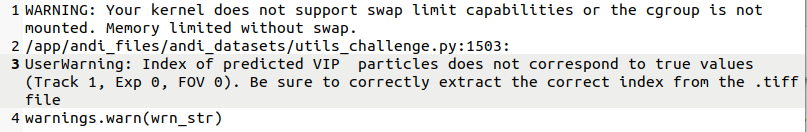 1 WARNING: Your kernel does not support swap limit capabilities or the cgroup is not
mounted. Memory limited without swap.
2 /app/andi_files/andi_datasets/utils_challenge.py:1503:
3 UserWarning: Index of predicted VIP  particles does not correspond to true values
(Track 1, Exp 0, FOV 0). Be sure to correctly extract the correct index from the .tiff
file
4 warnings.warn(wrn_str)